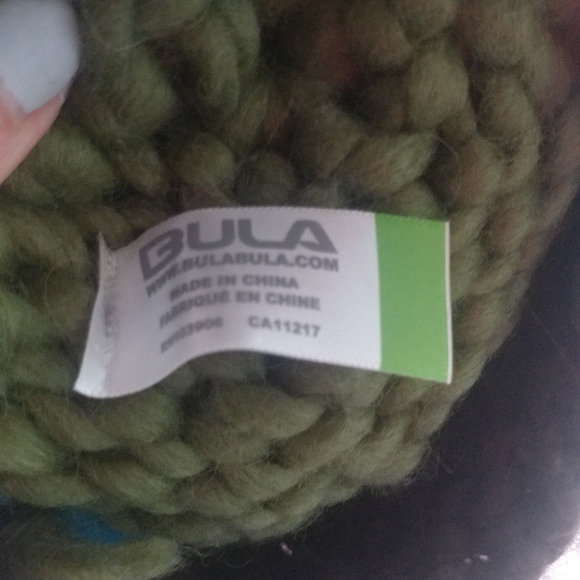 BULA
WWW.BULABULA.COM
MADE IN CHINA
FABRIQUÉ EN CHINE
CA11217